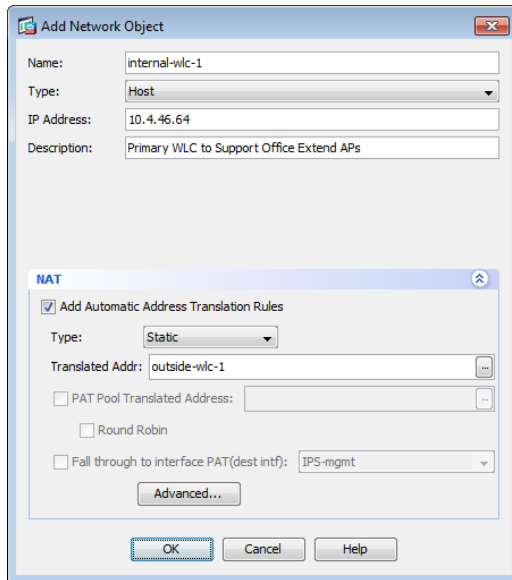 Add Network Object
Name: internal-wlc-1
Type: Host
IP Address: 10.4.46.64
Description: Primary WLC to Support Office Extend APs
NAT
Add Automatic Address Translation Rules
Type: Static
Translated Addr: outside-wlc-1 ...
PAT Pool Translated Address: ...
Round Robin
Fall through to interface PAT(dest intf): IPS-mgmt
Advanced...
OK Cancel Help